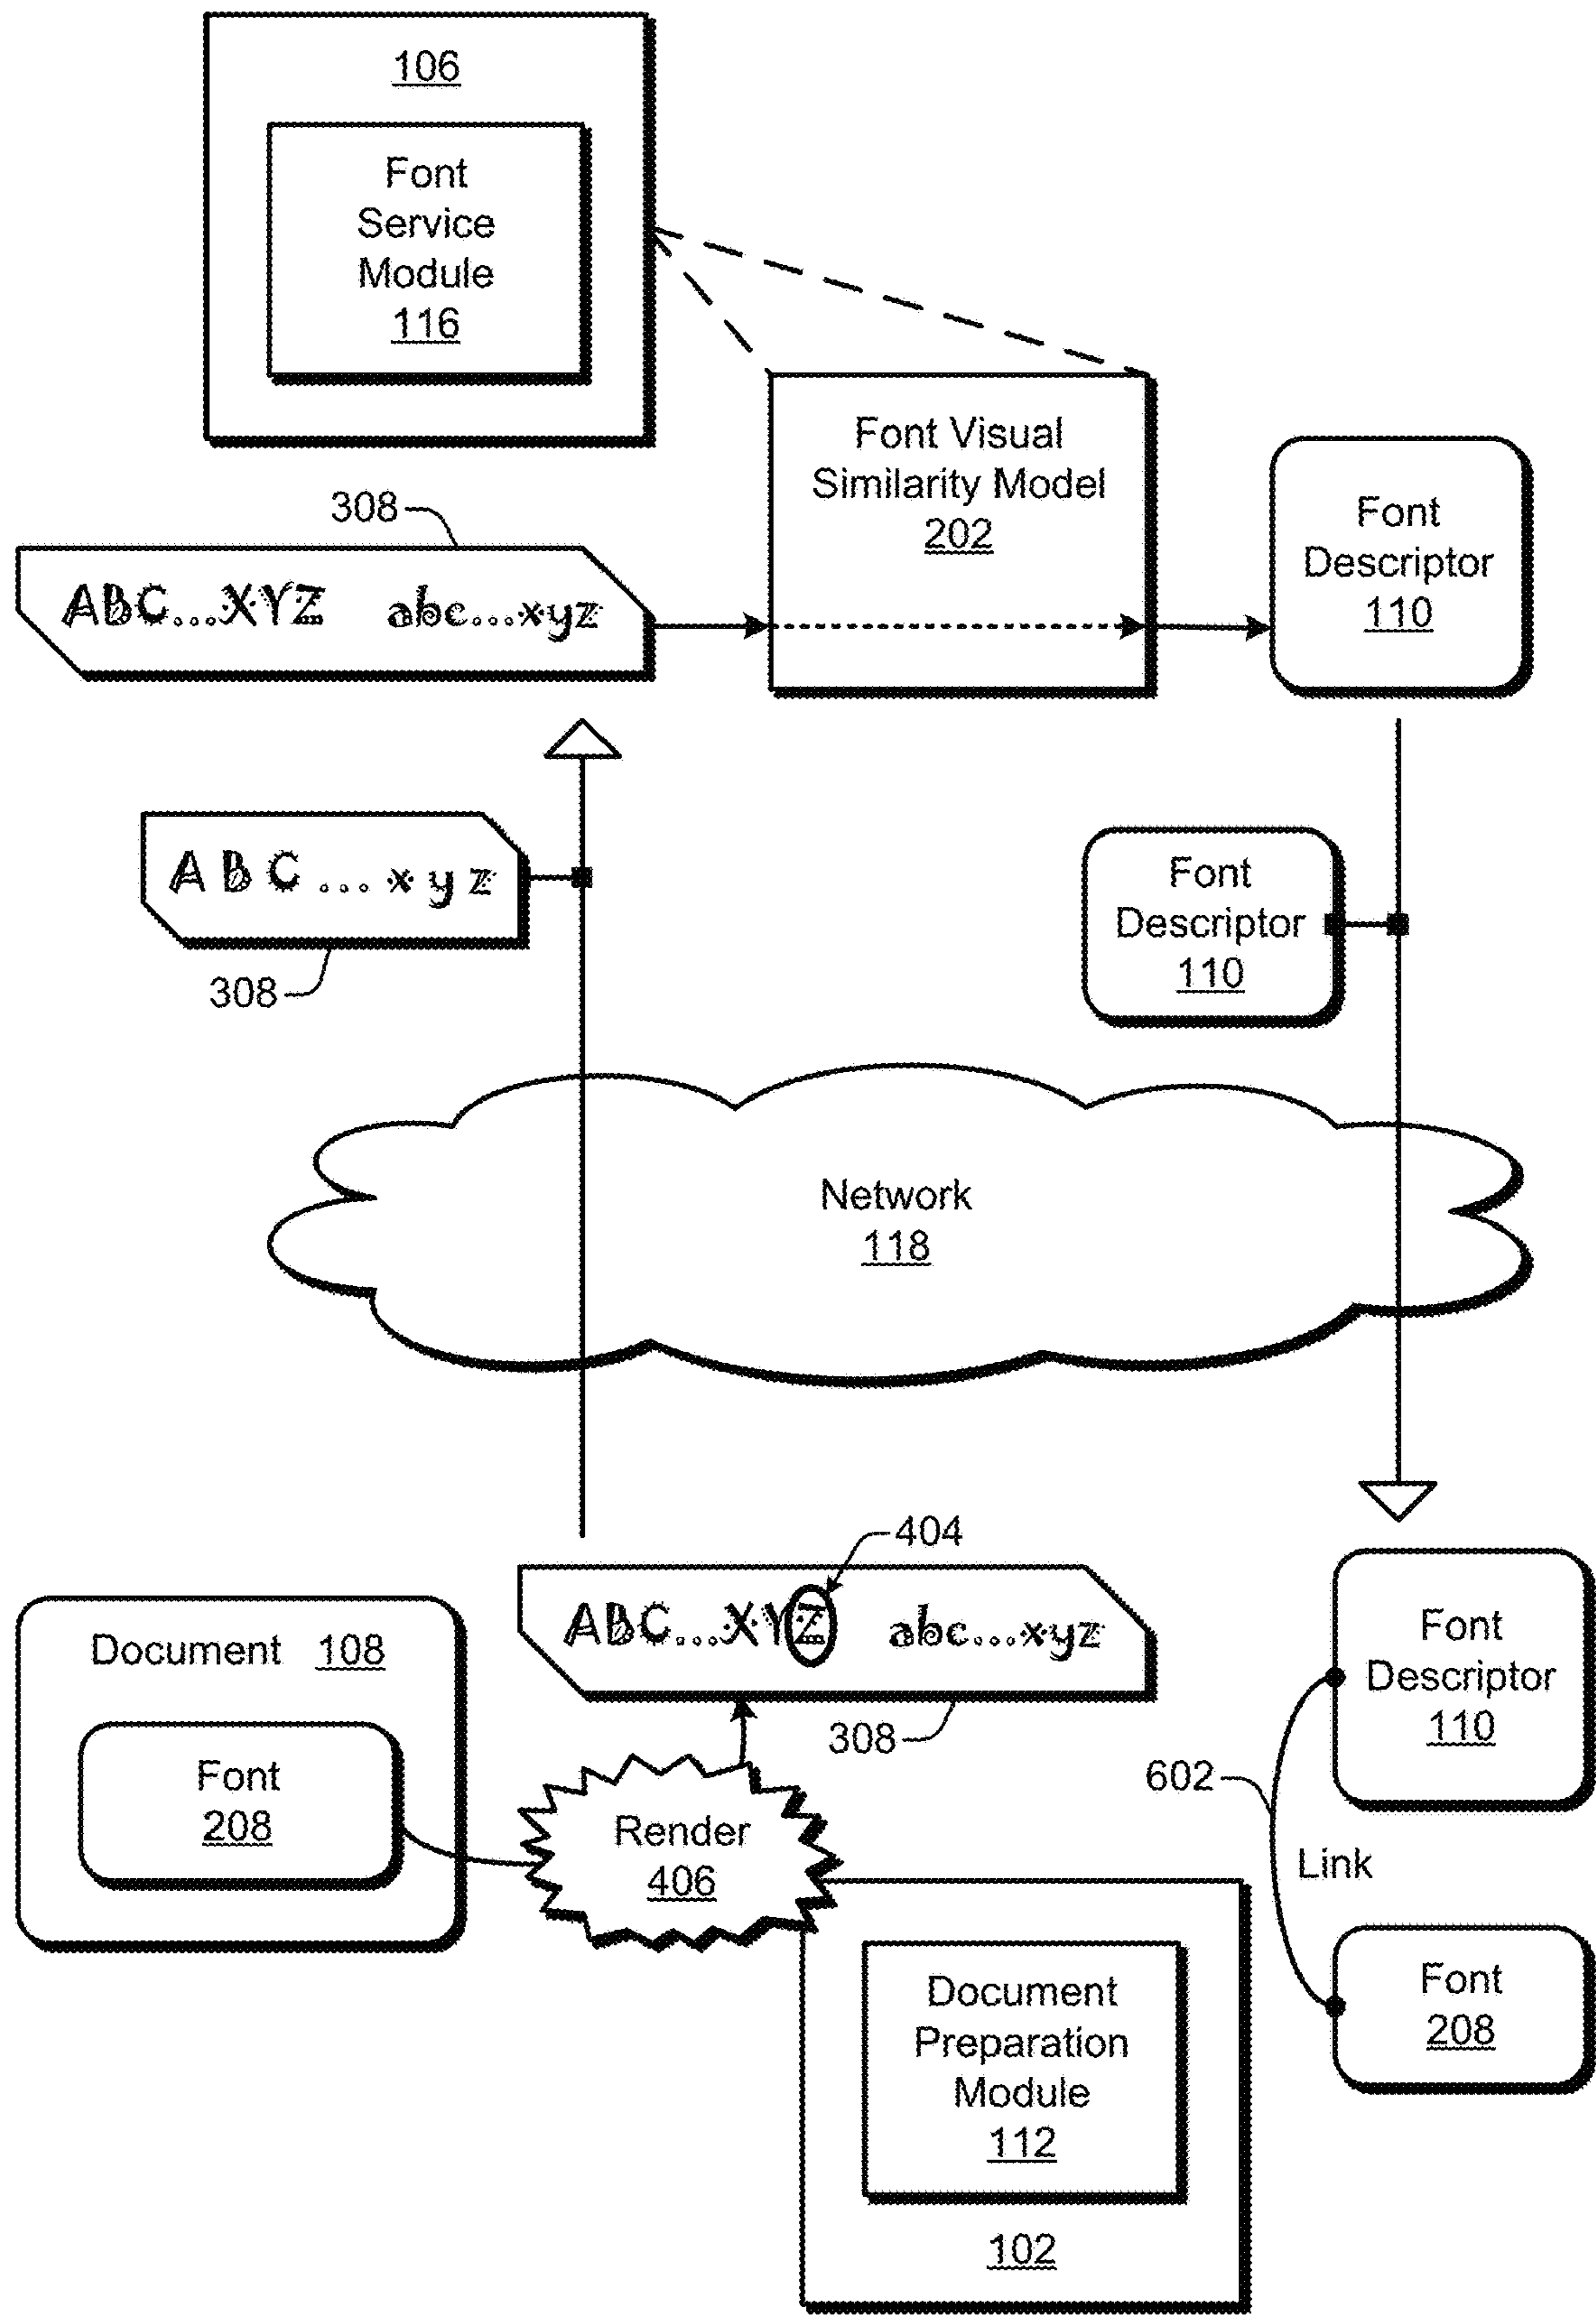 106
Font
Service
Module
116
Font Visual
Similarity Model
202
308
ABC...XYZ abc...xyz
Font
Descriptor
110
A B C ... x y z
308
Font
Descriptor
110
Network
118
404
ABC...XYZ abc...xyz
308
Document 108
Font
208
Render
406
Font
Descriptor
110
602
Link
Font
208
Document
Preparation
Module
112
102